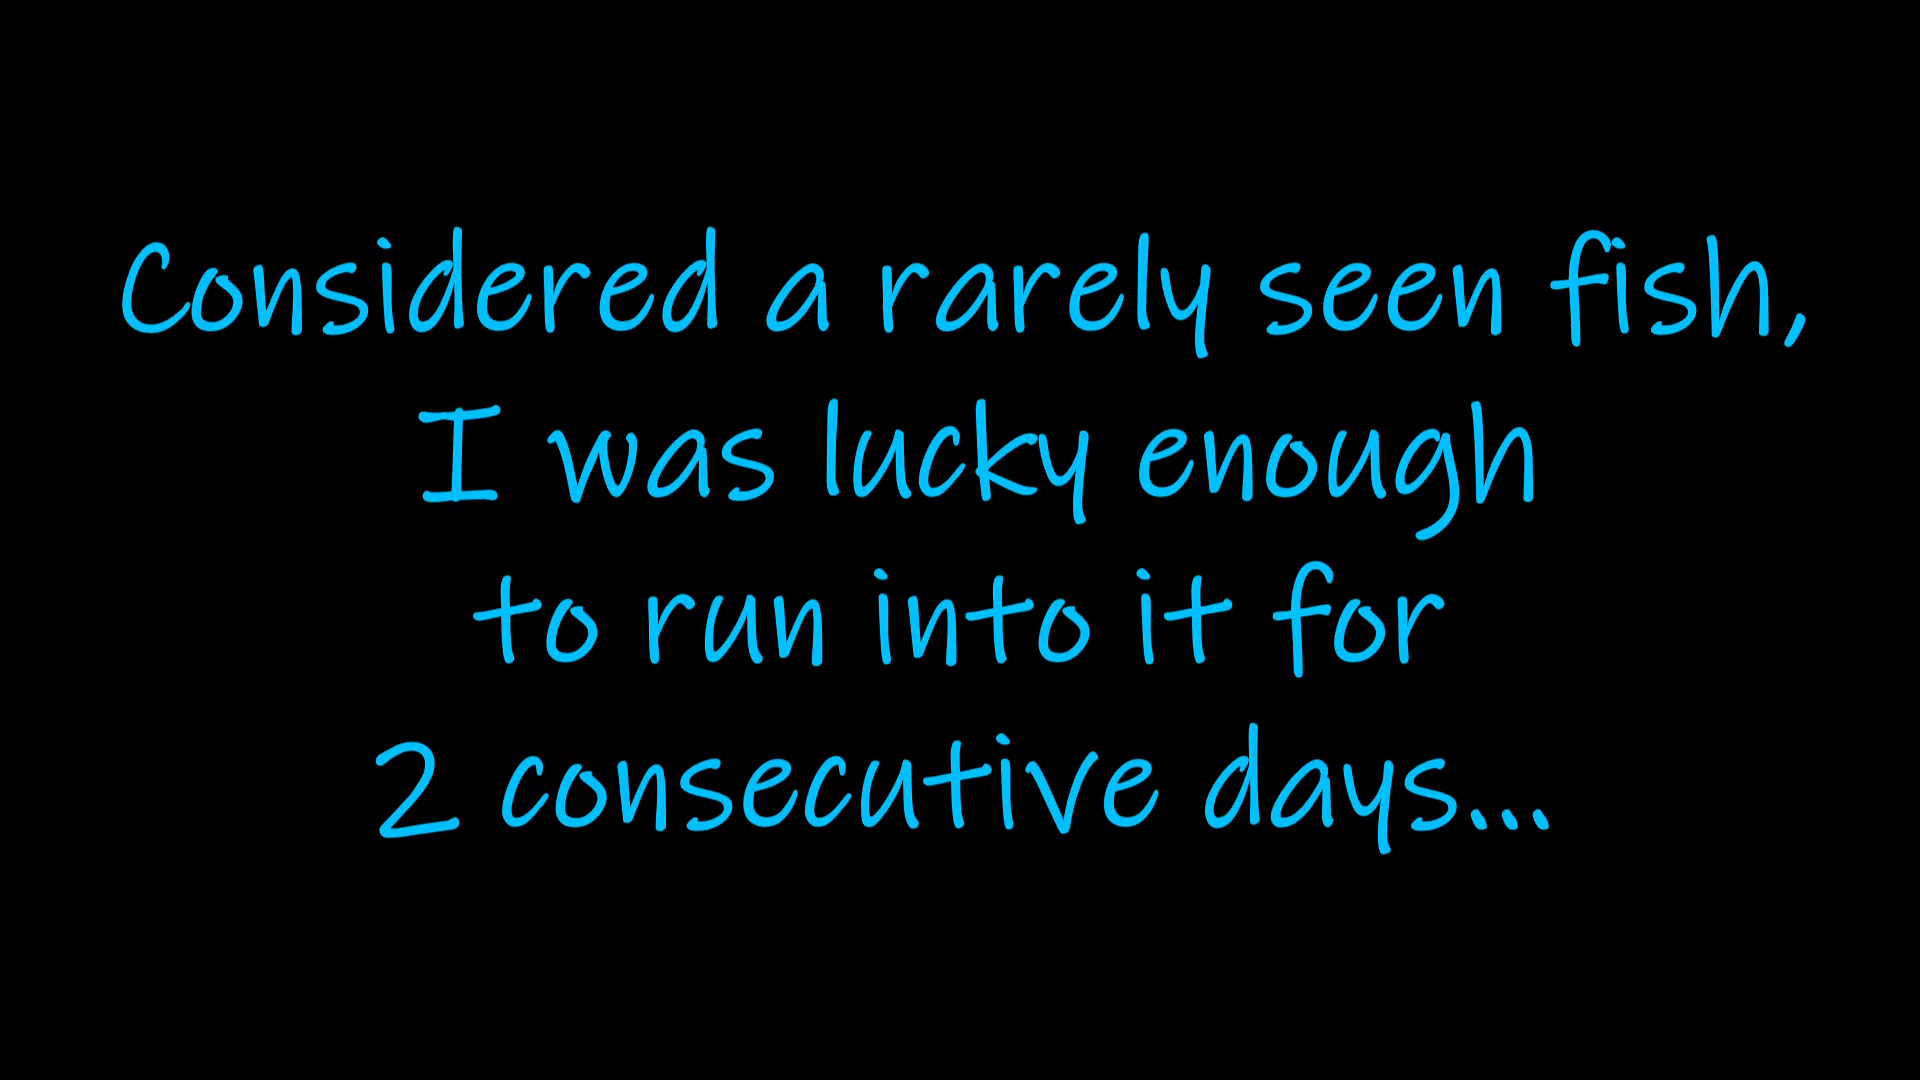 Considered a rarely seen fish,
I was lucky enough
to run into it for
2 consecutive days...